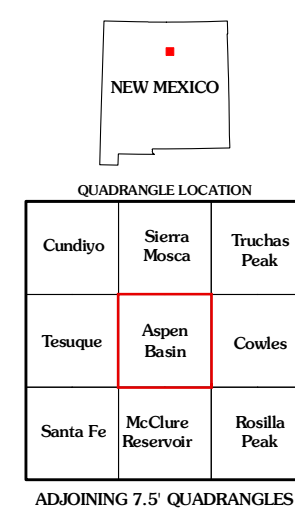 NEW MEXICO
QUADRANGLE LOCATION
Cundiyo
Sierra
Mosca
Truchas
Peak
Tesuque
Aspen
Basin
Cowles
Santa Fe
McClure
Reservoir
Rosilla
Peak
ADJOINING 7.5' QUADRANGLES